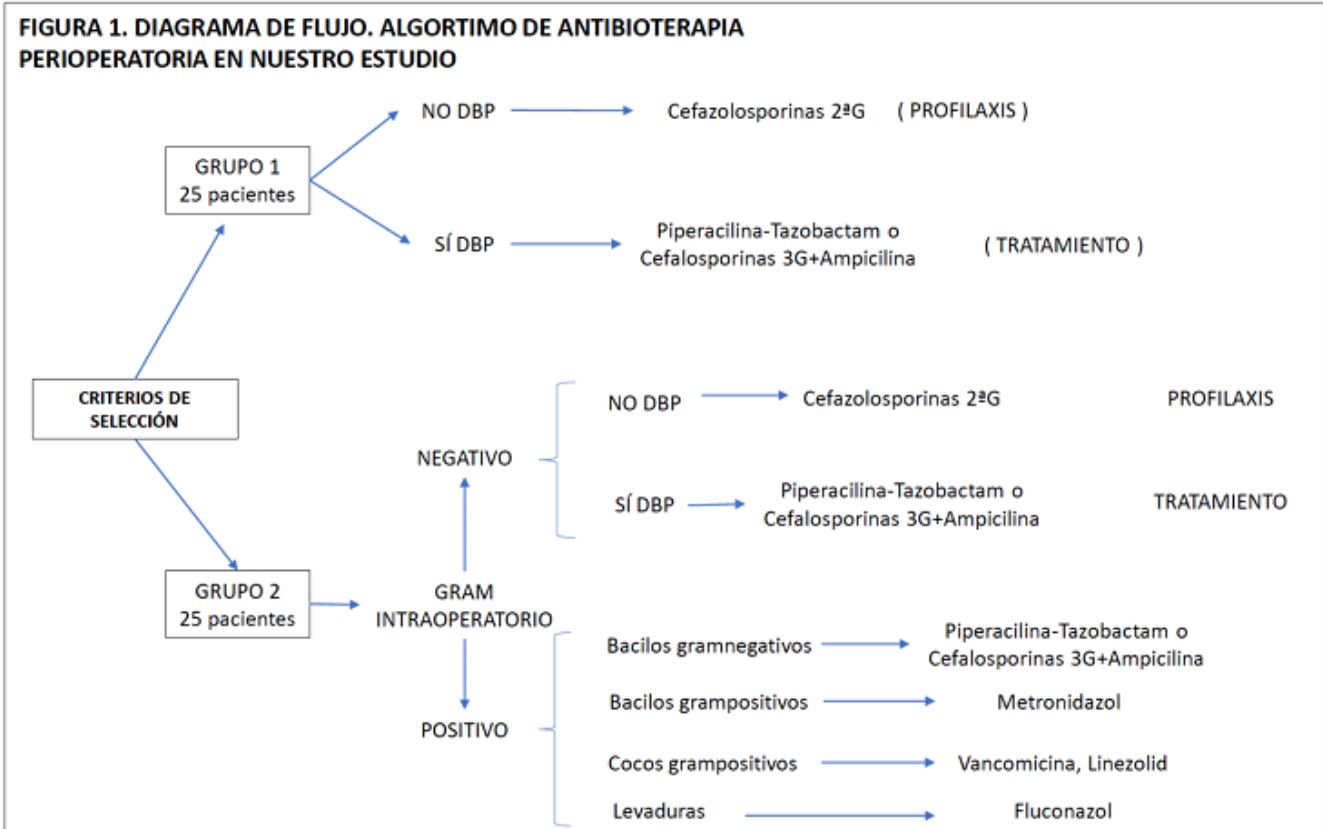 FIGURA 1. DIAGRAMA DE FLUJO. ALGORTIMO DE ANTIBIOTERAPIA
PERIOPERATORIA EN NUESTRO ESTUDIO
NO DBP
Cefazolosporinas 2ªG
( PROFILAXIS )
GRUPO 1
25 pacientes
SÍ DBP
Piperacilina-Tazobactam o
Cefalosporinas 3G+Ampicilina
( TRATAMIENTO )
CRITERIOS DE
SELECCIÓN
NO DBP
Cefazolosporinas 2ªG
PROFILAXIS
NEGATIVO
SÍ DBP
Piperacilina-Tazobactam o
Cefalosporinas 3G+Ampicilina
TRATAMIENTO
GRUPO 2
25 pacientes
GRAM
INTRAOPERATORIO
Bacilos gramnegativos
Piperacilina-Tazobactam o
Cefalosporinas 3G+Ampicilina
Bacilos grampositivos
Metronidazol
POSITIVO
Cocos grampositivos
Vancomicina, Linezolid
Levaduras
Fluconazol